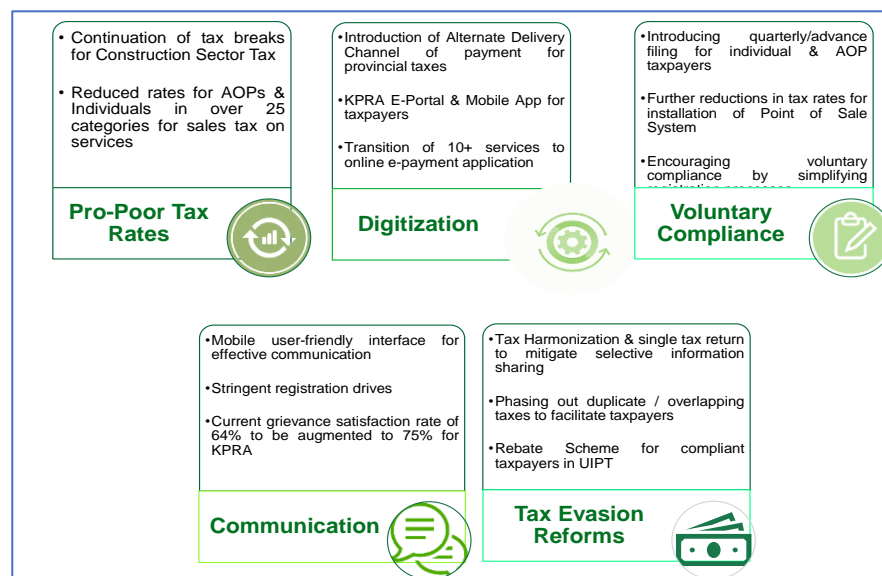 • Continuation of tax breaks
for Construction Sector Tax
• Reduced rates for AOPs &
Individuals in over 25
categories for sales tax on
services
Pro-Poor Tax
Rates
•Introduction of Alternate Delivery
Channel of payment for
provincial taxes
•KPRA E-Portal & Mobile App for
taxpayers
•Transition of 10+ services to
online e-payment application
Digitization
•Introducing quarterly/advance
filing for individual & AOP
taxpayers
•Further reductions in tax rates for
installation of Point of Sale
System
•Encouraging voluntary
compliance by simplifying
Voluntary
Compliance
•Mobile user-friendly interface for
effective communication
•Stringent registration drives
•Current grievance satisfaction rate of
64% to be augmented to 75% for
KPRA
Communication
•Tax Harmonization & single tax return
to mitigate selective information
sharing
•Phasing out duplicate / overlapping
taxes to facilitate taxpayers
•Rebate Scheme for compliant
taxpayers in UIPT
Tax Evasion
Reforms